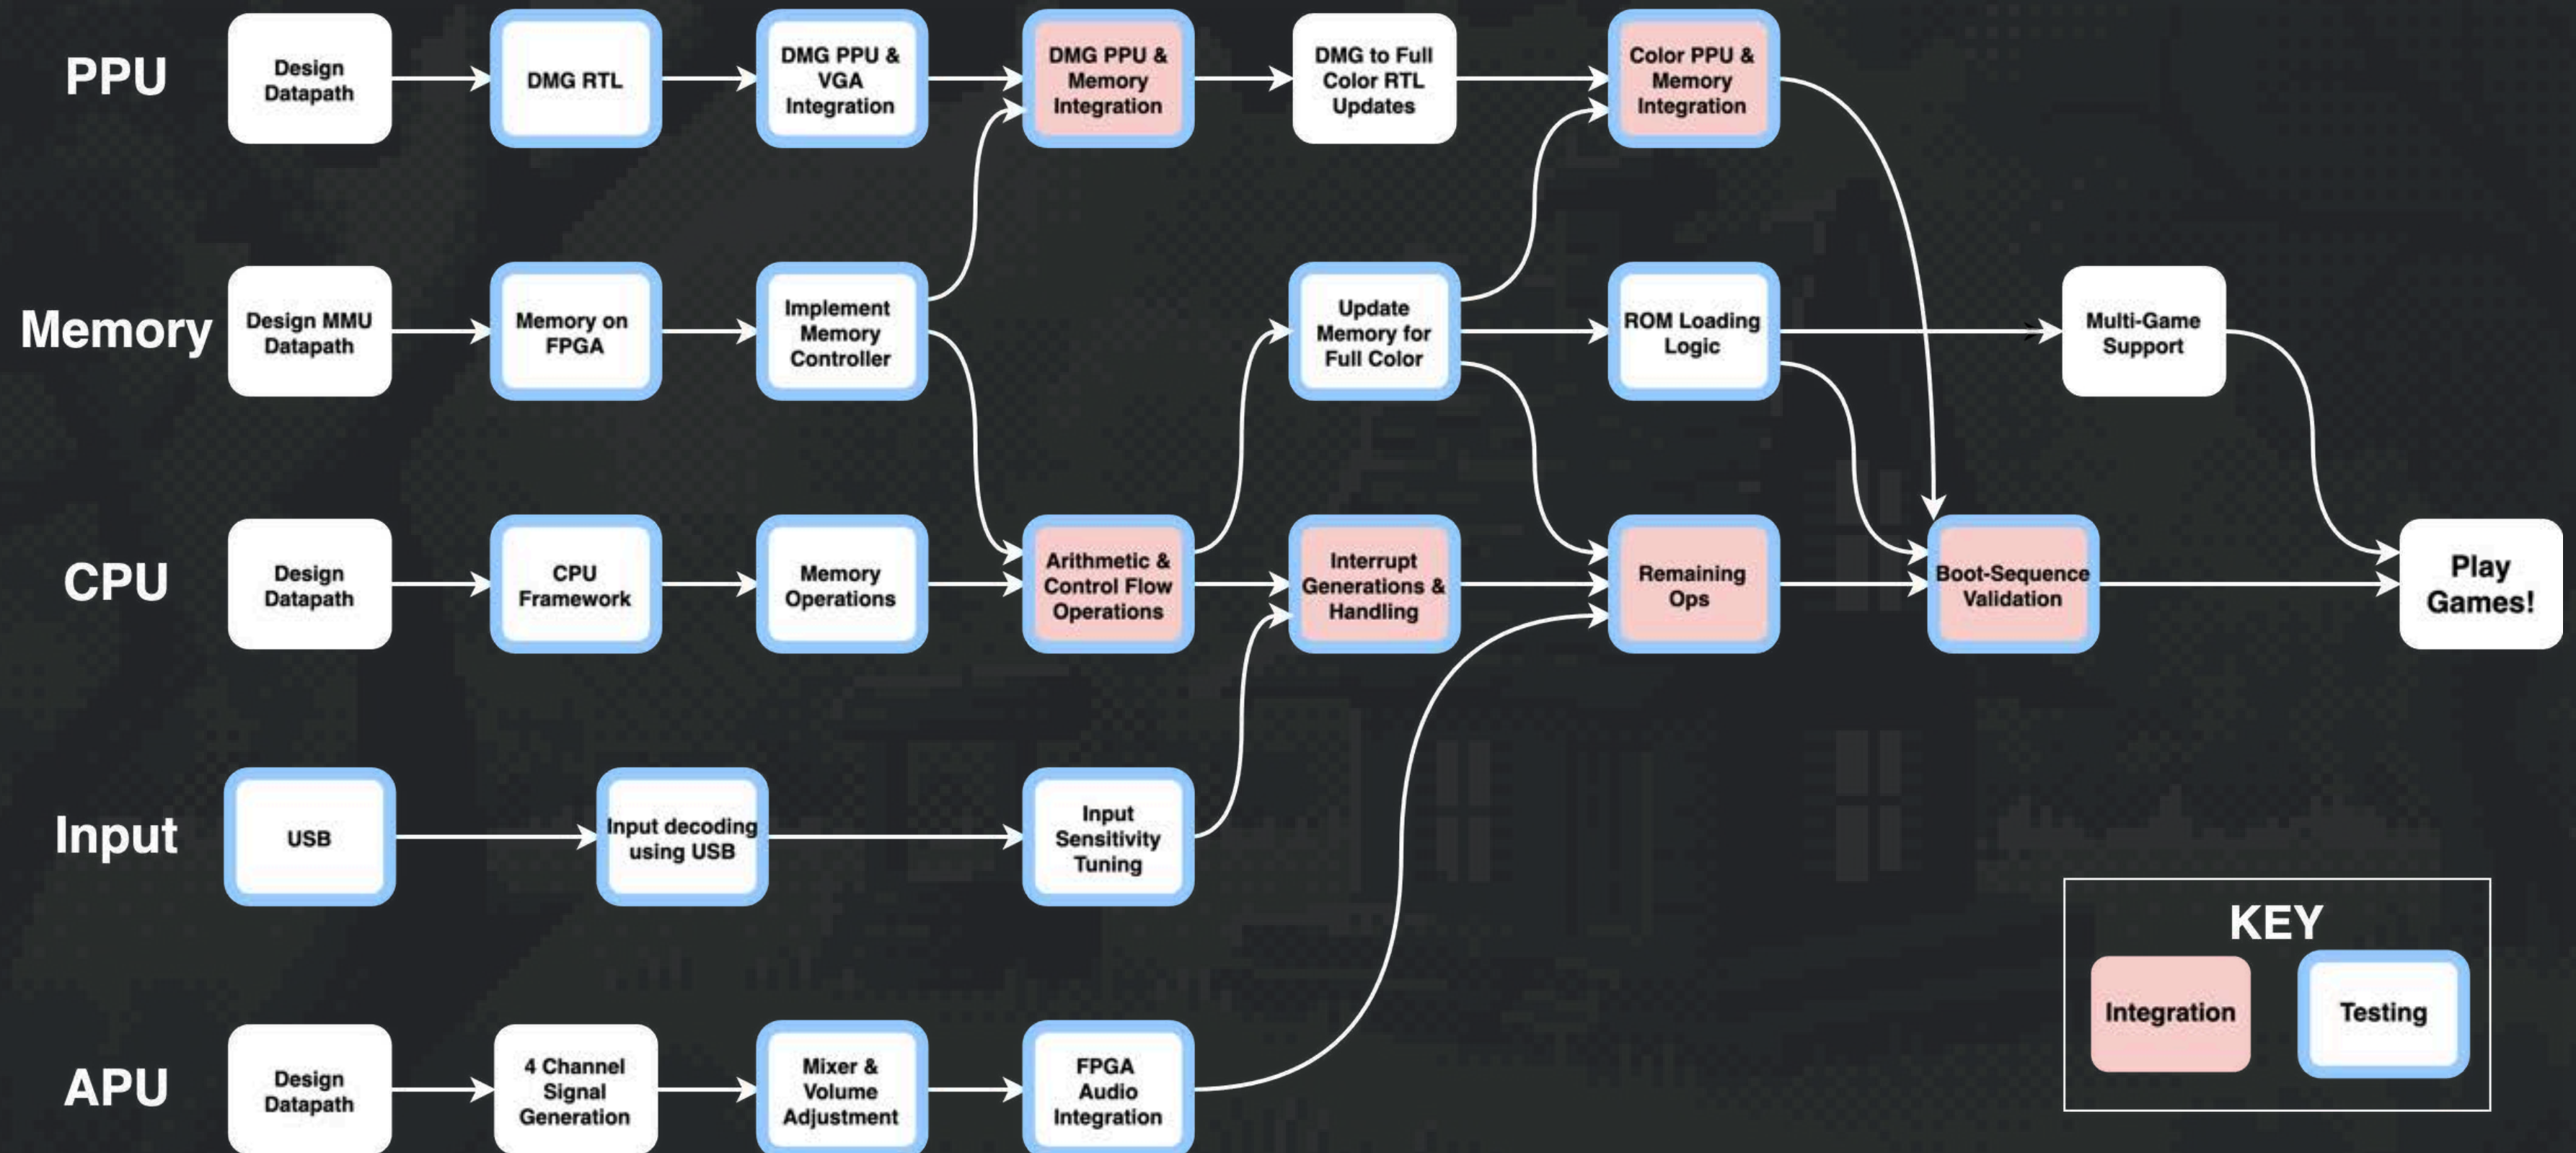 PPU
Design
Datapath
DMG RTL
DMG PPU &
VGA
Integration
DMG PPU &
Memory
Integration
DMG to Full
Color RTL
Updates
Color PPU &
Memory
Integration
Memory
Design MMU
Datapath
Memory on
FPGA
Implement
Memory
Controller
Update
Memory for
Full Color
ROM Loading
Logic
Multi-Game
Support
CPU
Design
Datapath
CPU
Framework
Memory
Operations
Arithmetic &
Control Flow
Operations
Interrupt
Generations &
Handling
Remaining
Ops
Boot-Sequence
Validation
Play
Games!
Input
USB
Input decoding
using USB
Input
Sensitivity
Tuning
APU
Design
Datapath
4 Channel
Signal
Generation
Mixer &
Volume
Adjustment
FPGA
Audio
Integration
KEY
Integration
Testing